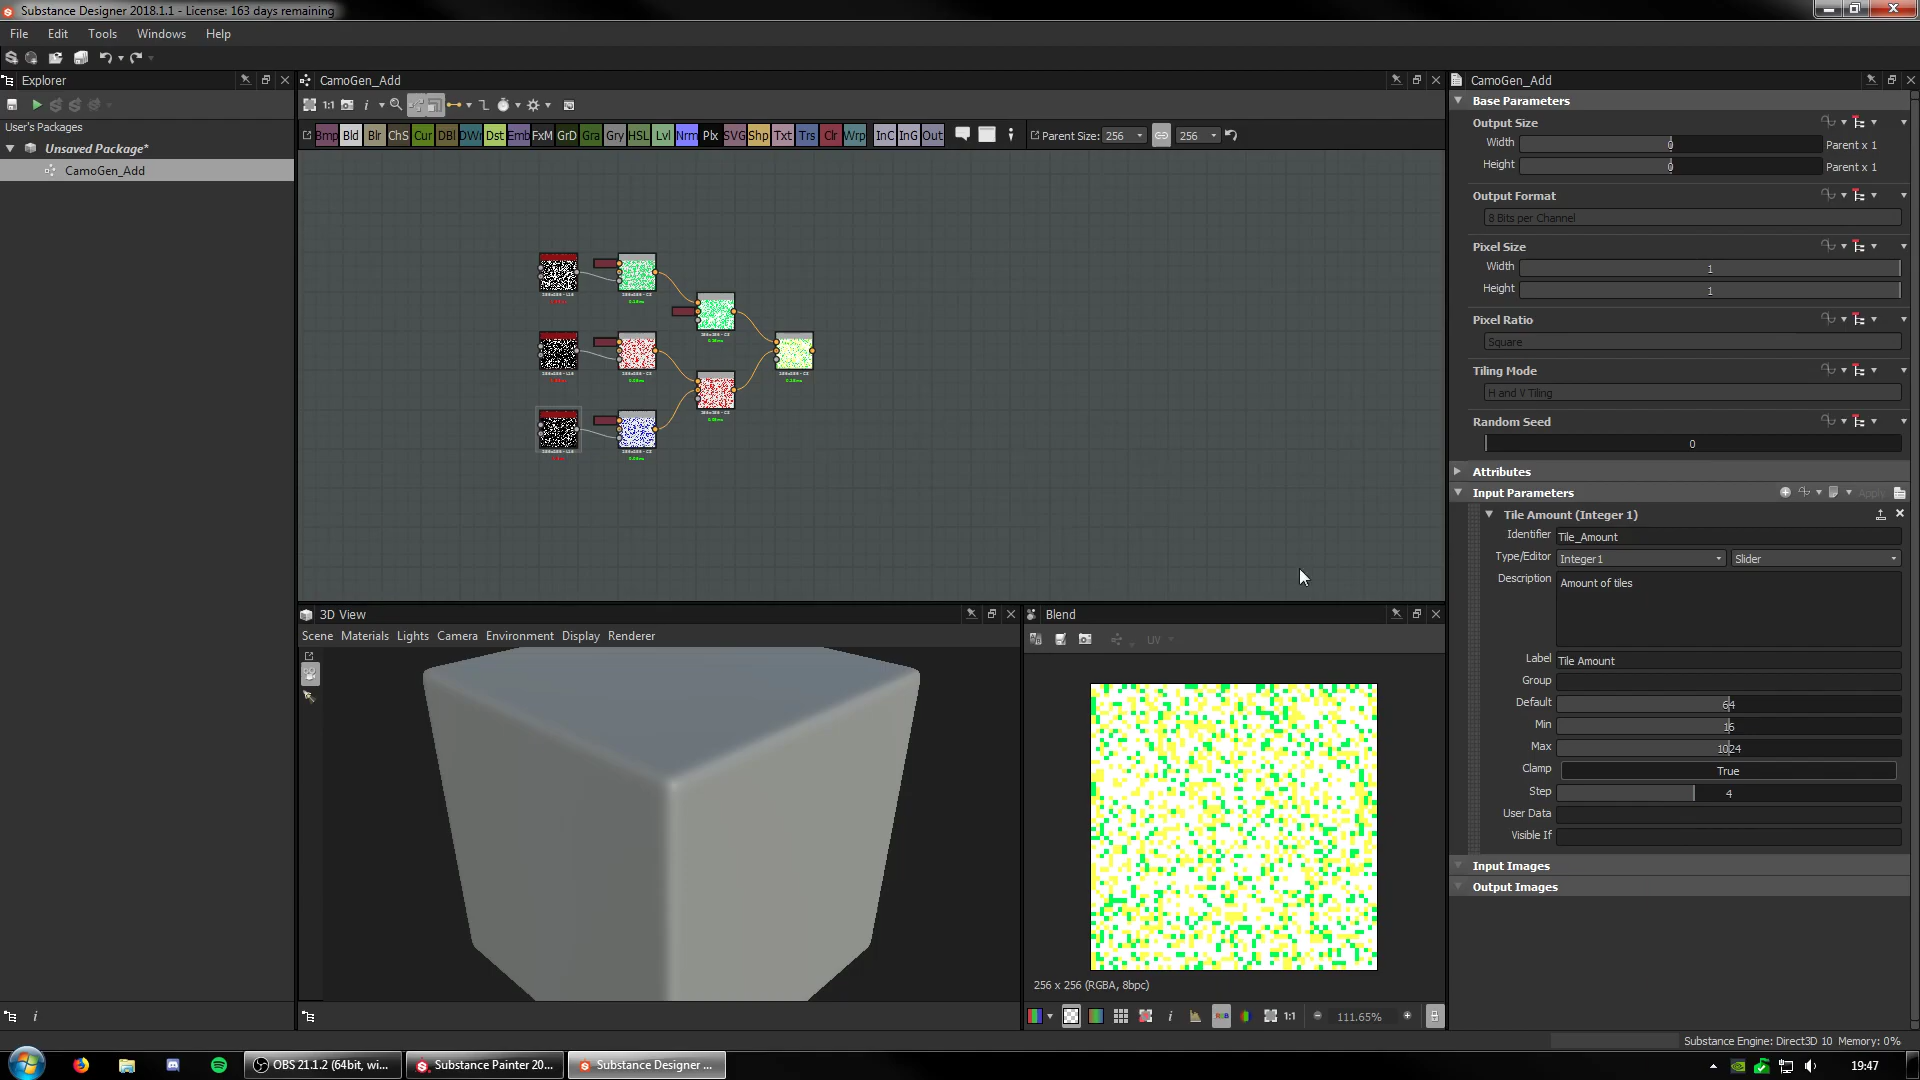 Substance Designer 2018.1.1 - License: 163 days remaining
File Edit Tools Windows Help
Explorer
CamoGen_Add
CamoGen_Add
1:1
Bmp Bld Blr ChS Cur DBl DWr Dst Emb FxM GrD Gra Gry HSL Lvl Nrm Plx SVG Shp Txt Trs Clr Wrp InC InG Out
Parent Size: 256 256
User's Packages
Unsaved Package*
CamoGen_Add
Base Parameters
Output Size
Width 0 Parent x 1
Height 0 Parent x 1
Output Format
8 Bits per Channel
Pixel Size
Width 1
Height 1
Pixel Ratio
Square
Tiling Mode
H and V Tiling
Random Seed
0
Attributes
Input Parameters
Apply
Tile Amount (Integer 1)
Identifier Tile_Amount
Type/Editor Integer1 Slider
Description Amount of tiles
Label Tile Amount
Group
Default 64
Min 16
Max 1024
Clamp True
Step 4
User Data
Visible If
Input Images
Output Images
3D View
Scene Materials Lights Camera Environment Display Renderer
Blend
UV
256 x 256 (RGBA, 8bpc)
1:1 111.65%
Substance Engine: Direct3D 10 Memory: 0%
OBS 21.1.2 (64bit, wi...
Substance Painter 20...
Substance Designer ...
19:47